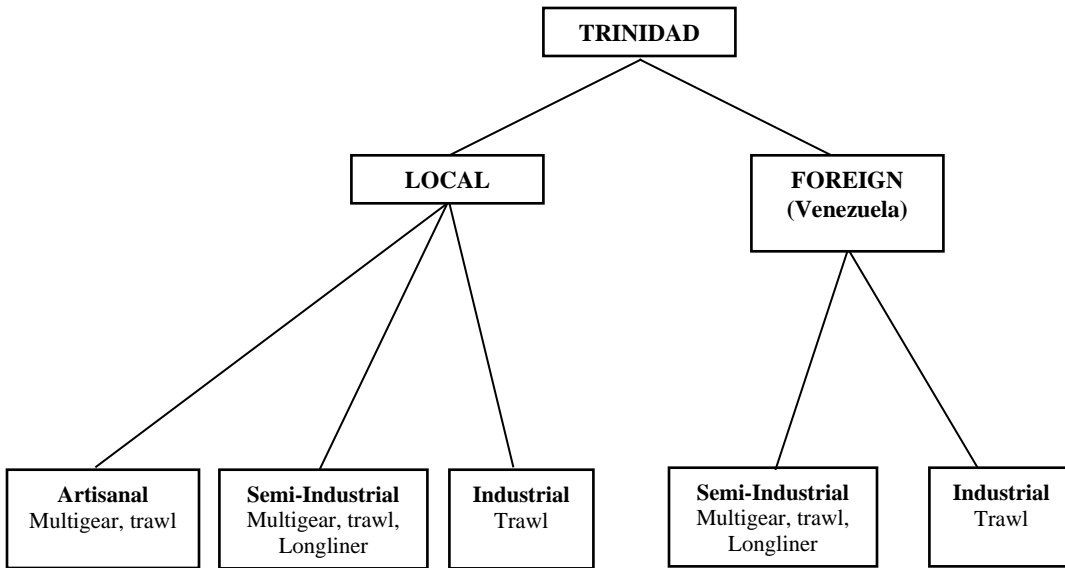 TRINIDAD
LOCAL
FOREIGN
(Venezuela)
Artisanal
Multigear, trawl
Semi-Industrial
Multigear, trawl,
Longliner
Industrial
Trawl
Semi-Industrial
Multigear, trawl,
Longliner
Industrial
Trawl